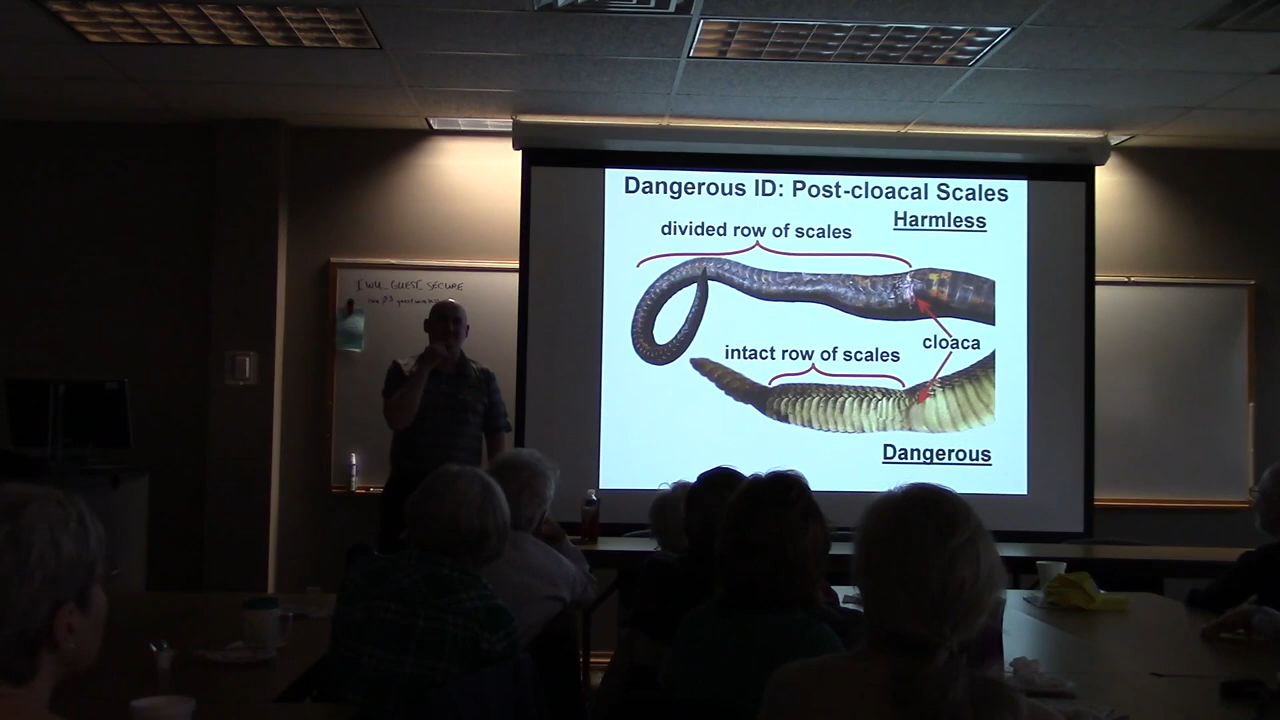 Dangerous ID: Post-cloacal Scales
Harmless
divided row of scales
cloaca
intact row of scales
Dangerous
IWU_GUEST_SECURE